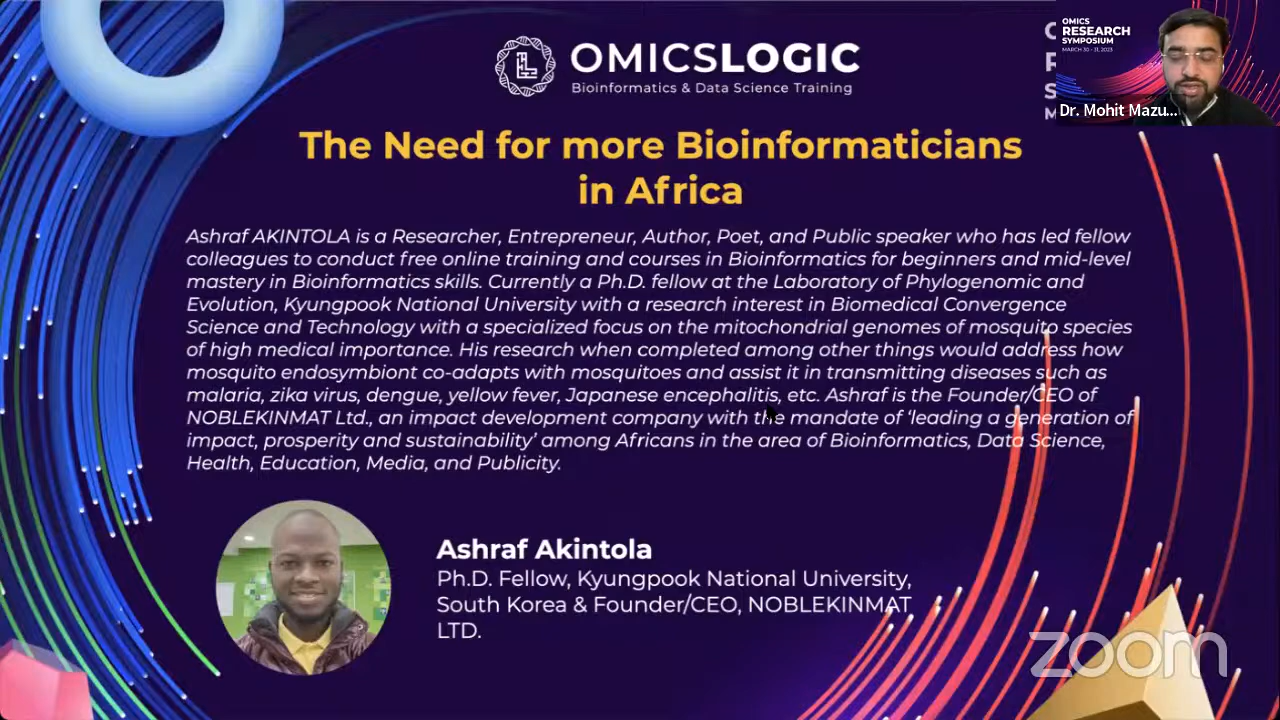 OMICSLOGIC
Bioinformatics & Data Science Training
OMICS
RESEARCH
SYMPOSIUM
MARCH 30 - 31, 2023
Dr. Mohit Mazu...
The Need for more Bioinformaticians
in Africa
Ashraf AKINTOLA is a Researcher, Entrepreneur, Author, Poet, and Public speaker who has led fellow
colleagues to conduct free online training and courses in Bioinformatics for beginners and mid-level
mastery in Bioinformatics skills. Currently a Ph.D. fellow at the Laboratory of Phylogenomic and
Evolution, Kyungpook National University with a research interest in Biomedical Convergence
Science and Technology with a specialized focus on the mitochondrial genomes of mosquito species
of high medical importance. His research when completed among other things would address how
mosquito endosymbiont co-adapts with mosquitoes and assist it in transmitting diseases such as
malaria, zika virus, dengue, yellow fever, Japanese encephalitis, etc. Ashraf is the Founder/CEO of
NOBLEKINMAT Ltd., an impact development company with the mandate of ‘leading a generation of
impact, prosperity and sustainability’ among Africans in the area of Bioinformatics, Data Science,
Health, Education, Media, and Publicity.
Ashraf Akintola
Ph.D. Fellow, Kyungpook National University,
South Korea & Founder/CEO, NOBLEKINMAT
LTD.
zoom